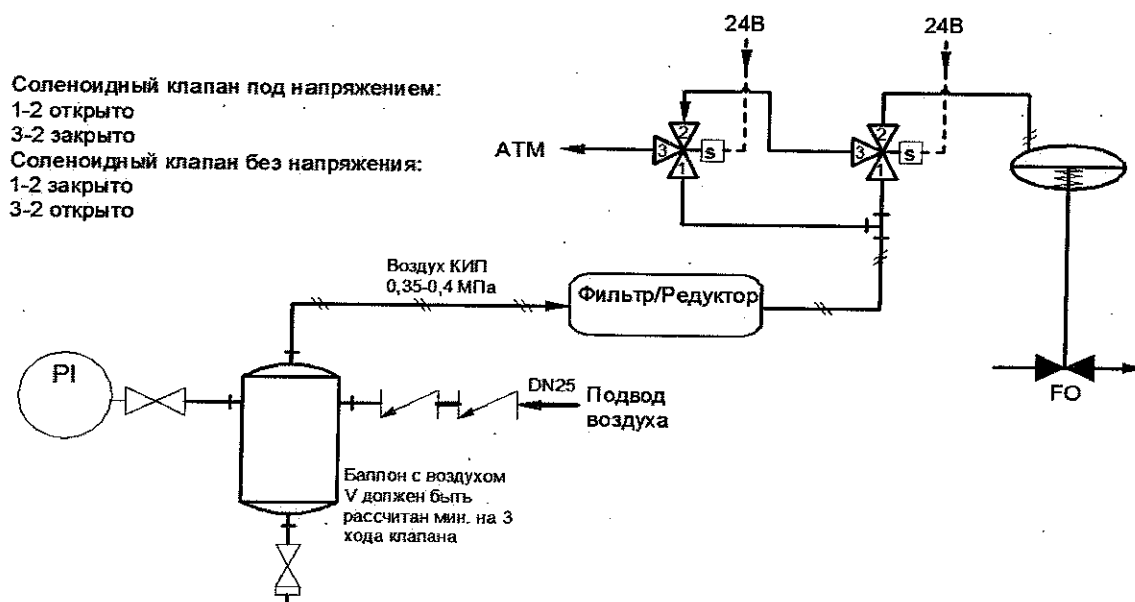 24В
24В
Соленоидный клапан под напряжением:
1-2 открыто
3-2 закрыто
Соленоидный клапан без напряжения:
1-2 закрыто
3-2 открыто
АТМ
2
3
S
1
2
3
S
1
Воздух КИП
0,35-0,4 МПа
Фильтр/Редуктор
PI
DN25
Подвод
воздуха
FO
Баллон с воздухом
V должен быть
рассчитан мин. на 3
хода клапана